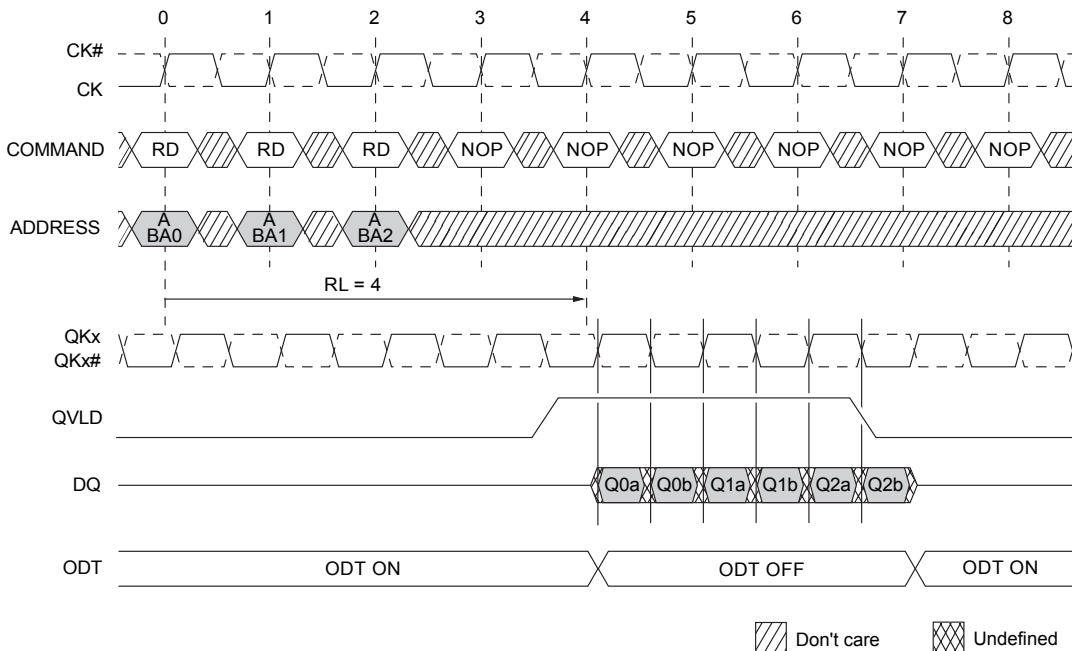 0 1 2 3 4 5 6 7 8
CK#
CK
COMMAND RD RD RD NOP NOP NOP NOP NOP NOP
ADDRESS A BA0 A BA1 A BA2
RL = 4
QKx
QKx#
QVLD
DQ Q0a Q0b Q1a Q1b Q2a Q2b
ODT ODT ON ODT OFF ODT ON
Don't care Undefined